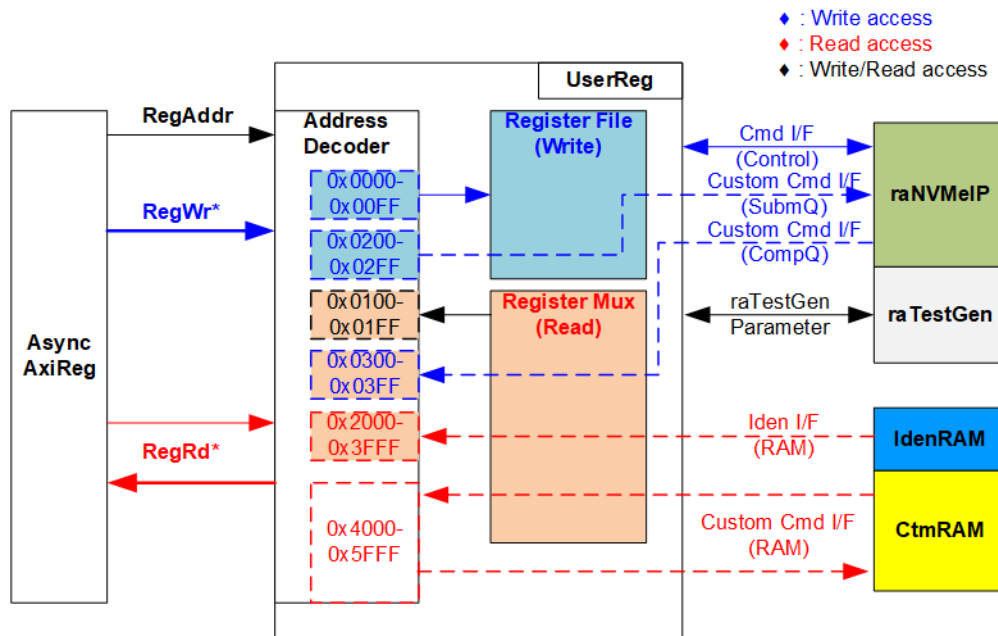 ♦ : Write access
♦ : Read access
♦ : Write/Read access
UserReg
RegAddr
Address
Decoder
Register File
(Write)
Cmd I/F
(Control)
0x0000-
0x00FF
Custom Cmd I/F
(SubmQ)
raNVMeIP
RegWr*
0x0200-
0x02FF
Custom Cmd I/F
(CompQ)
0x0100-
0x01FF
Register Mux
(Read)
raTestGen
Parameter
raTestGen
Async
AxiReg
0x0300-
0x03FF
0x2000-
0x3FFF
Iden I/F
(RAM)
IdenRAM
RegRd*
0x4000-
0x5FFF
Custom Cmd I/F
(RAM)
CtmRAM